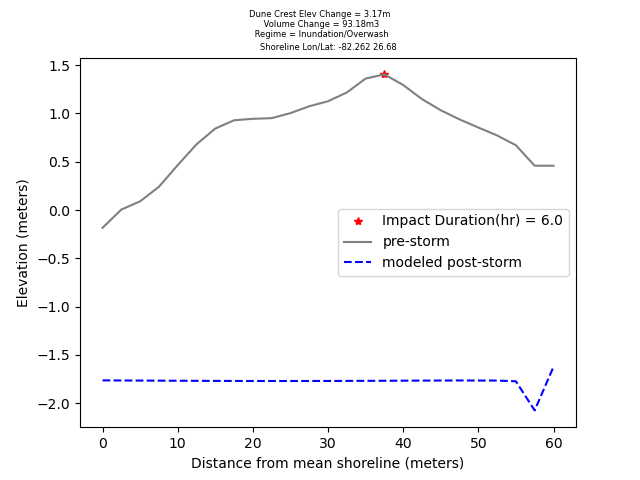 Dune Crest Elev Change = 3.17m
Volume Change = 93.18m3
Regime = Inundation/Overwash
Shoreline Lon/Lat: -82.262 26.68
1.5
1.0
0.5
0.0
−0.5
−1.0
−1.5
−2.0
Elevation (meters)
Impact Duration(hr) = 6.0
pre-storm
modeled post-storm
0 10 20 30 40 50 60
Distance from mean shoreline (meters)